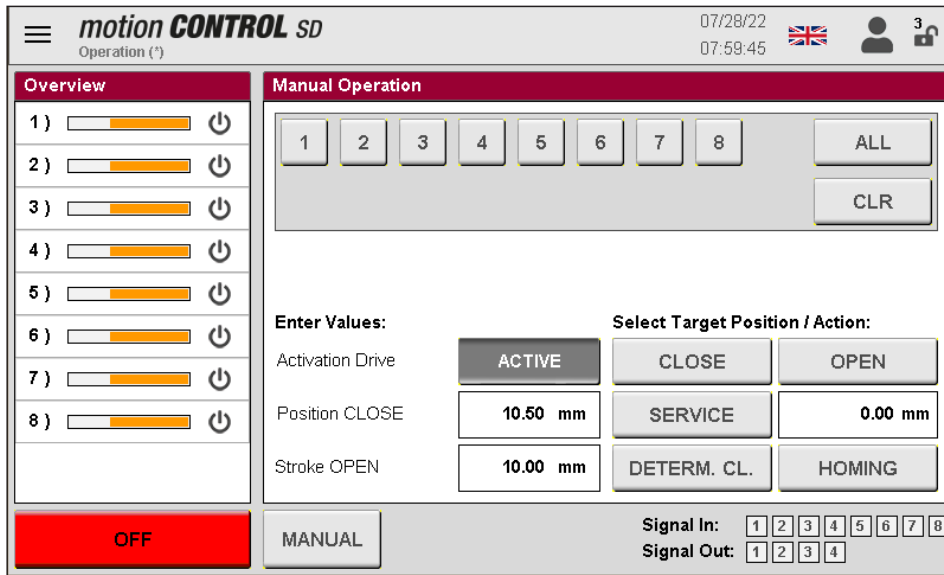 motion CONTROL SD
Operation (*)
07/28/22
07:59:45
3
Overview
1 )
2 )
3 )
4 )
5 )
6 )
7 )
8 )
Manual Operation
1 2 3 4 5 6 7 8 ALL
CLR
Enter Values: Select Target Position / Action:
Activation Drive ACTIVE CLOSE OPEN
Position CLOSE 10.50 mm SERVICE 0.00 mm
Stroke OPEN 10.00 mm DETERM. CL. HOMING
OFF MANUAL
Signal In: 1 2 3 4 5 6 7 8
Signal Out: 1 2 3 4